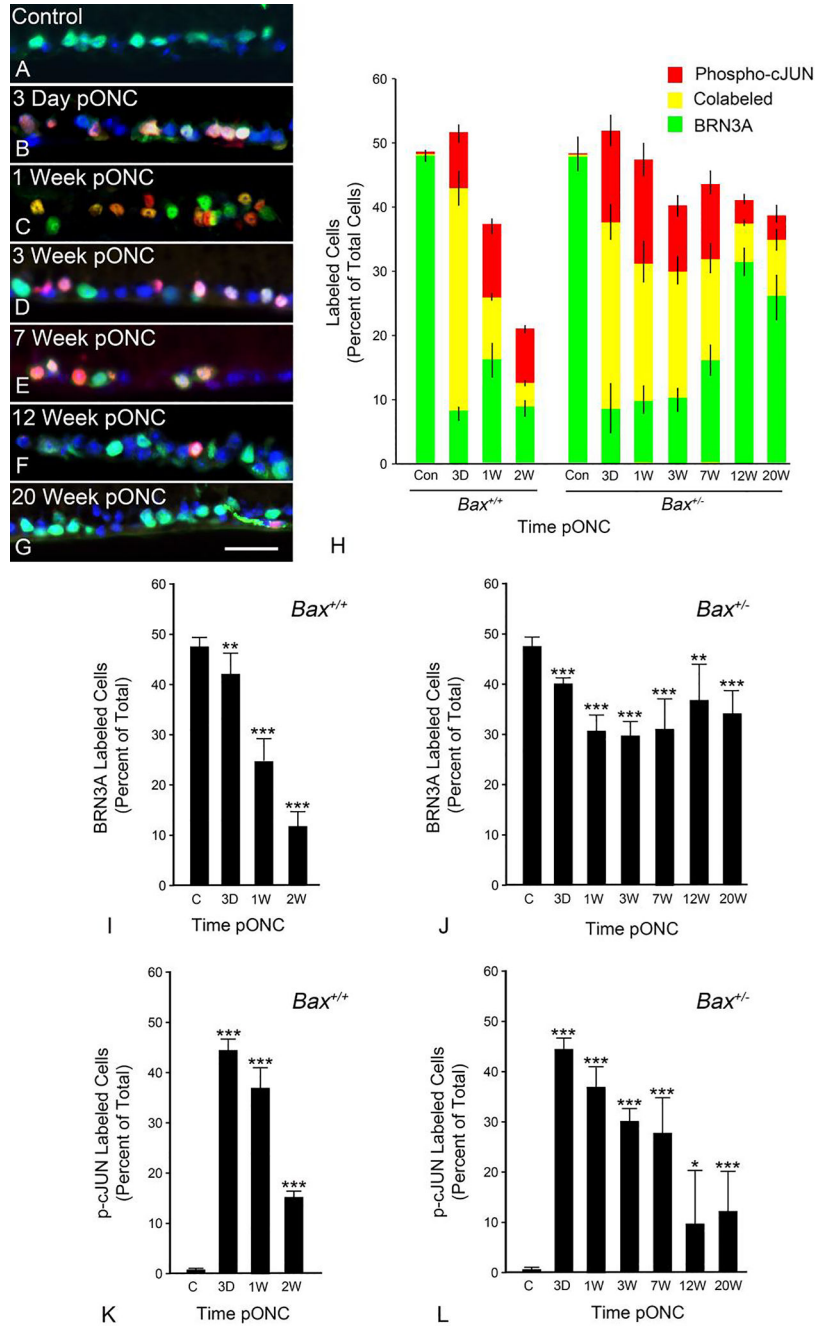 Control
A
3 Day pONC
B
1 Week pONC
C
3 Week pONC
D
7 Week pONC
E
12 Week pONC
F
20 Week pONC
G
Phospho-cJUN
Colabeled
BRN3A
Labeled Cells
(Percent of Total Cells)
60
50
40
30
20
10
0
Con 3D 1W 2W Con 3D 1W 3W 7W 12W 20W
Bax+/+ Bax+/-
Time pONC
H
Bax+/+
BRN3A Labeled Cells
(Percent of Total)
60
50
40
30
20
10
0
** *** ***
C 3D 1W 2W
Time pONC
I
Bax+/-
BRN3A Labeled Cells
(Percent of Total)
60
50
40
30
20
10
0
*** *** *** *** ** ***
C 3D 1W 3W 7W 12W 20W
Time pONC
J
Bax+/+
p-cJUN Labeled Cells
(Percent of Total)
60
50
40
30
20
10
0
*** *** ***
C 3D 1W 2W
Time pONC
K
Bax+/-
p-cJUN Labeled Cells
(Percent of Total)
60
50
40
30
20
10
0
*** *** *** *** * ***
C 3D 1W 3W 7W 12W 20W
Time pONC
L